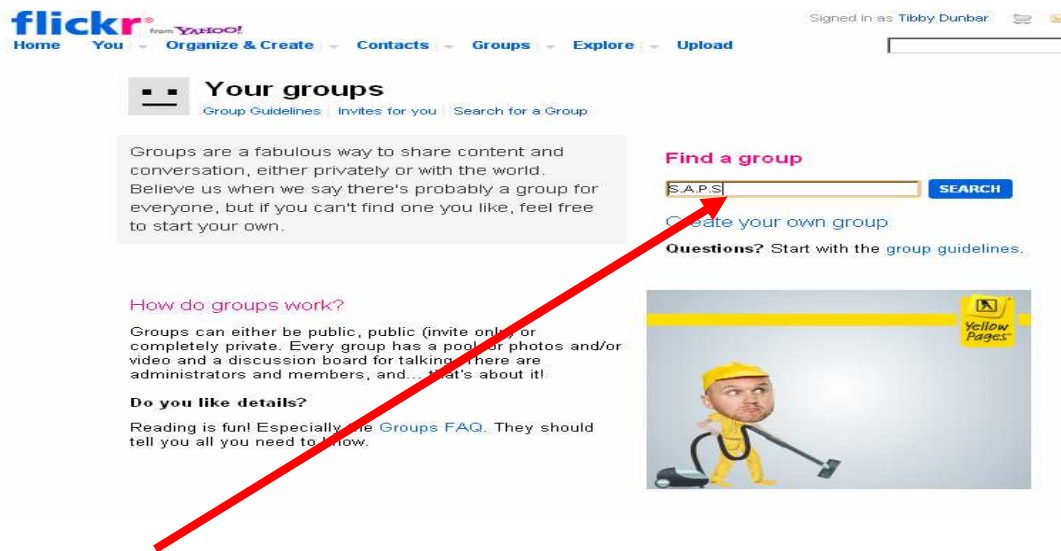 flickr from YAHOO!
Signed in as Tibby Dunbar
Home You Organize & Create Contacts Groups Explore Upload
Your groups
Group Guidelines Invites for you Search for a Group
Groups are a fabulous way to share content and
conversation, either privately or with the world.
Believe us when we say there's probably a group for
everyone, but if you can't find one you like, feel free
to start your own.
Find a group
S.A.P.S
SEARCH
Create your own group
Questions? Start with the group guidelines.
How do groups work?
Groups can either be public, public (invite only) or
completely private. Every group has a pool for photos and/or
video and a discussion board for talking. There are
administrators and members, and... that's about it!
Do you like details?
Reading is fun! Especially the Groups FAQ. They should
tell you all you need to know.
Yellow
Pages